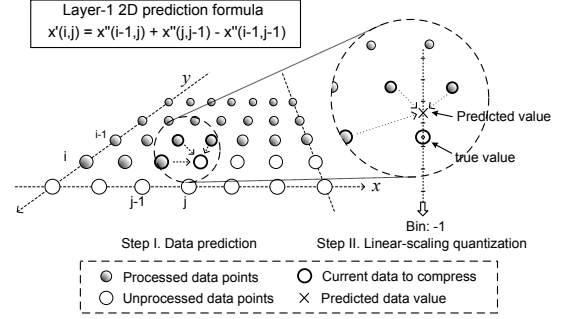 Layer-1 2D prediction formula
x'(i,j) = x"(i-1,j) + x"(j,j-1) - x"(i-1,j-1)
y
i-1
i
Predicted value
true value
x
j-1
j
Bin: -1
Step I. Data prediction
Step II. Linear-scaling quantization
Processed data points
Current data to compress
Unprocessed data points
Predicted data value